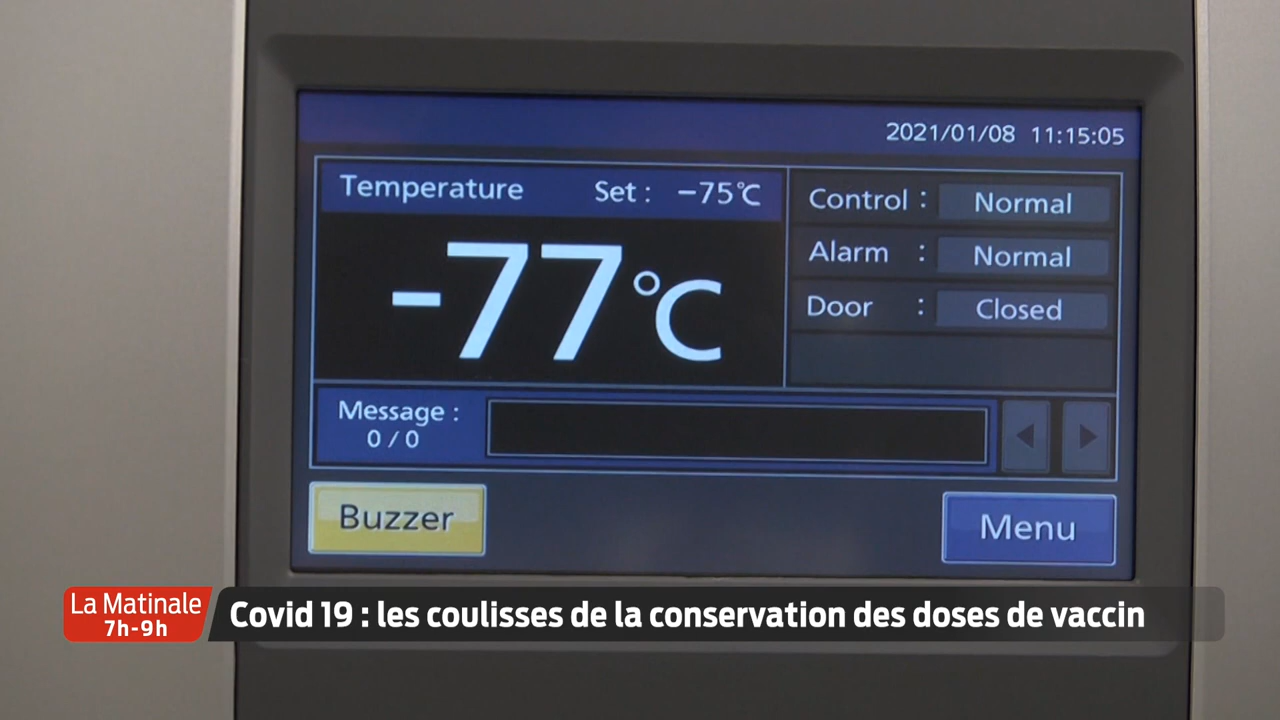 2021/01/08 11:15:05
Temperature Set : −75℃
-77℃
Control : Normal
Alarm : Normal
Door : Closed
Message :
0 / 0
Buzzer
Menu
La Matinale
7h-9h
Covid 19 : les coulisses de la conservation des doses de vaccin